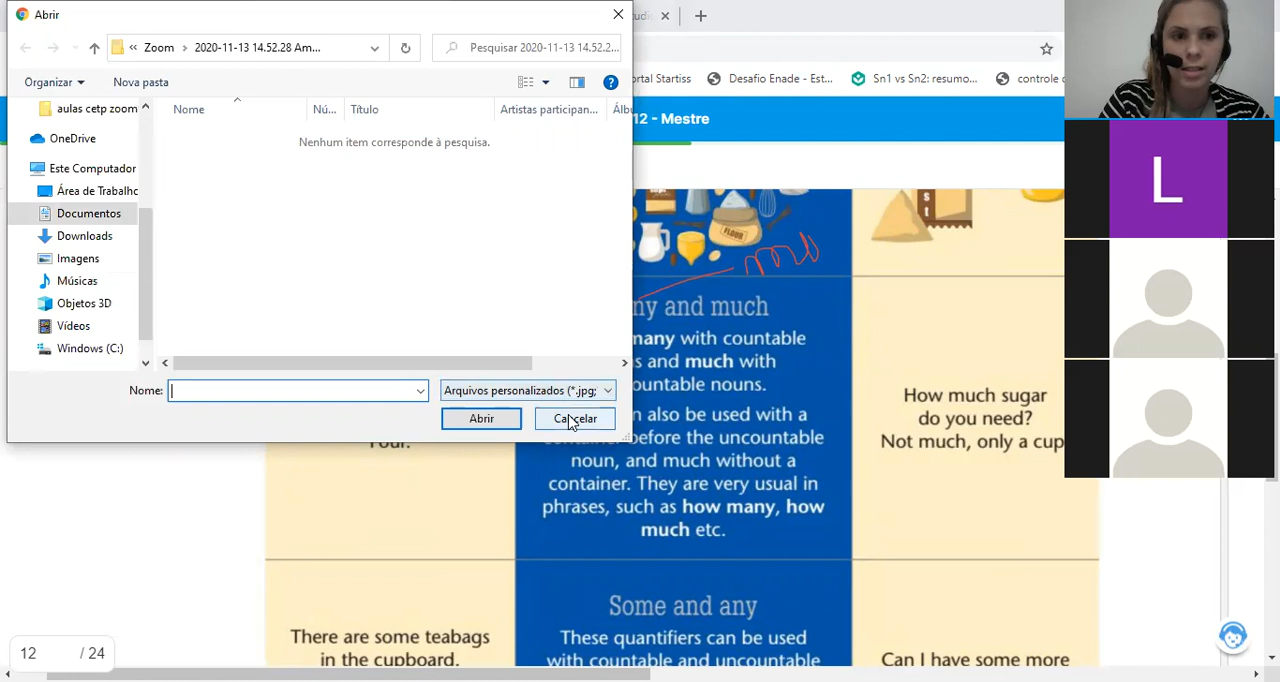 Abrir
Zoom
2020-11-13 14.52.28 Am...
Pesquisar 2020-11-13 14.52.2...
Organizar
Nova pasta
aulas cetp zoom
OneDrive
Este Computador
Área de Trabalho
Documentos
Downloads
Imagens
Músicas
Objetos 3D
Vídeos
Windows (C:)
Nome
Nú...
Título
Artistas participan...
Álbu
Nenhum item corresponde à pesquisa.
Nome:
Arquivos personalizados (*.jpg;
Abrir
Cancelar
ortal Startiss
Desafio Enade - Est...
Sn1 vs Sn2: resumo...
controle d
12 - Mestre
L
FLOUR
ny and much
many with countable
s and much with
ountable nouns.
n also be used with a
container before the uncountable
noun, and much without a
container. They are very usual in
phrases, such as how many, how
much etc.
How much sugar
do you need?
Not much, only a cup
Four.
Some and any
These quantifiers can be used
with countable and uncountable
There are some teabags
in the cupboard.
Can I have some more
12 / 24